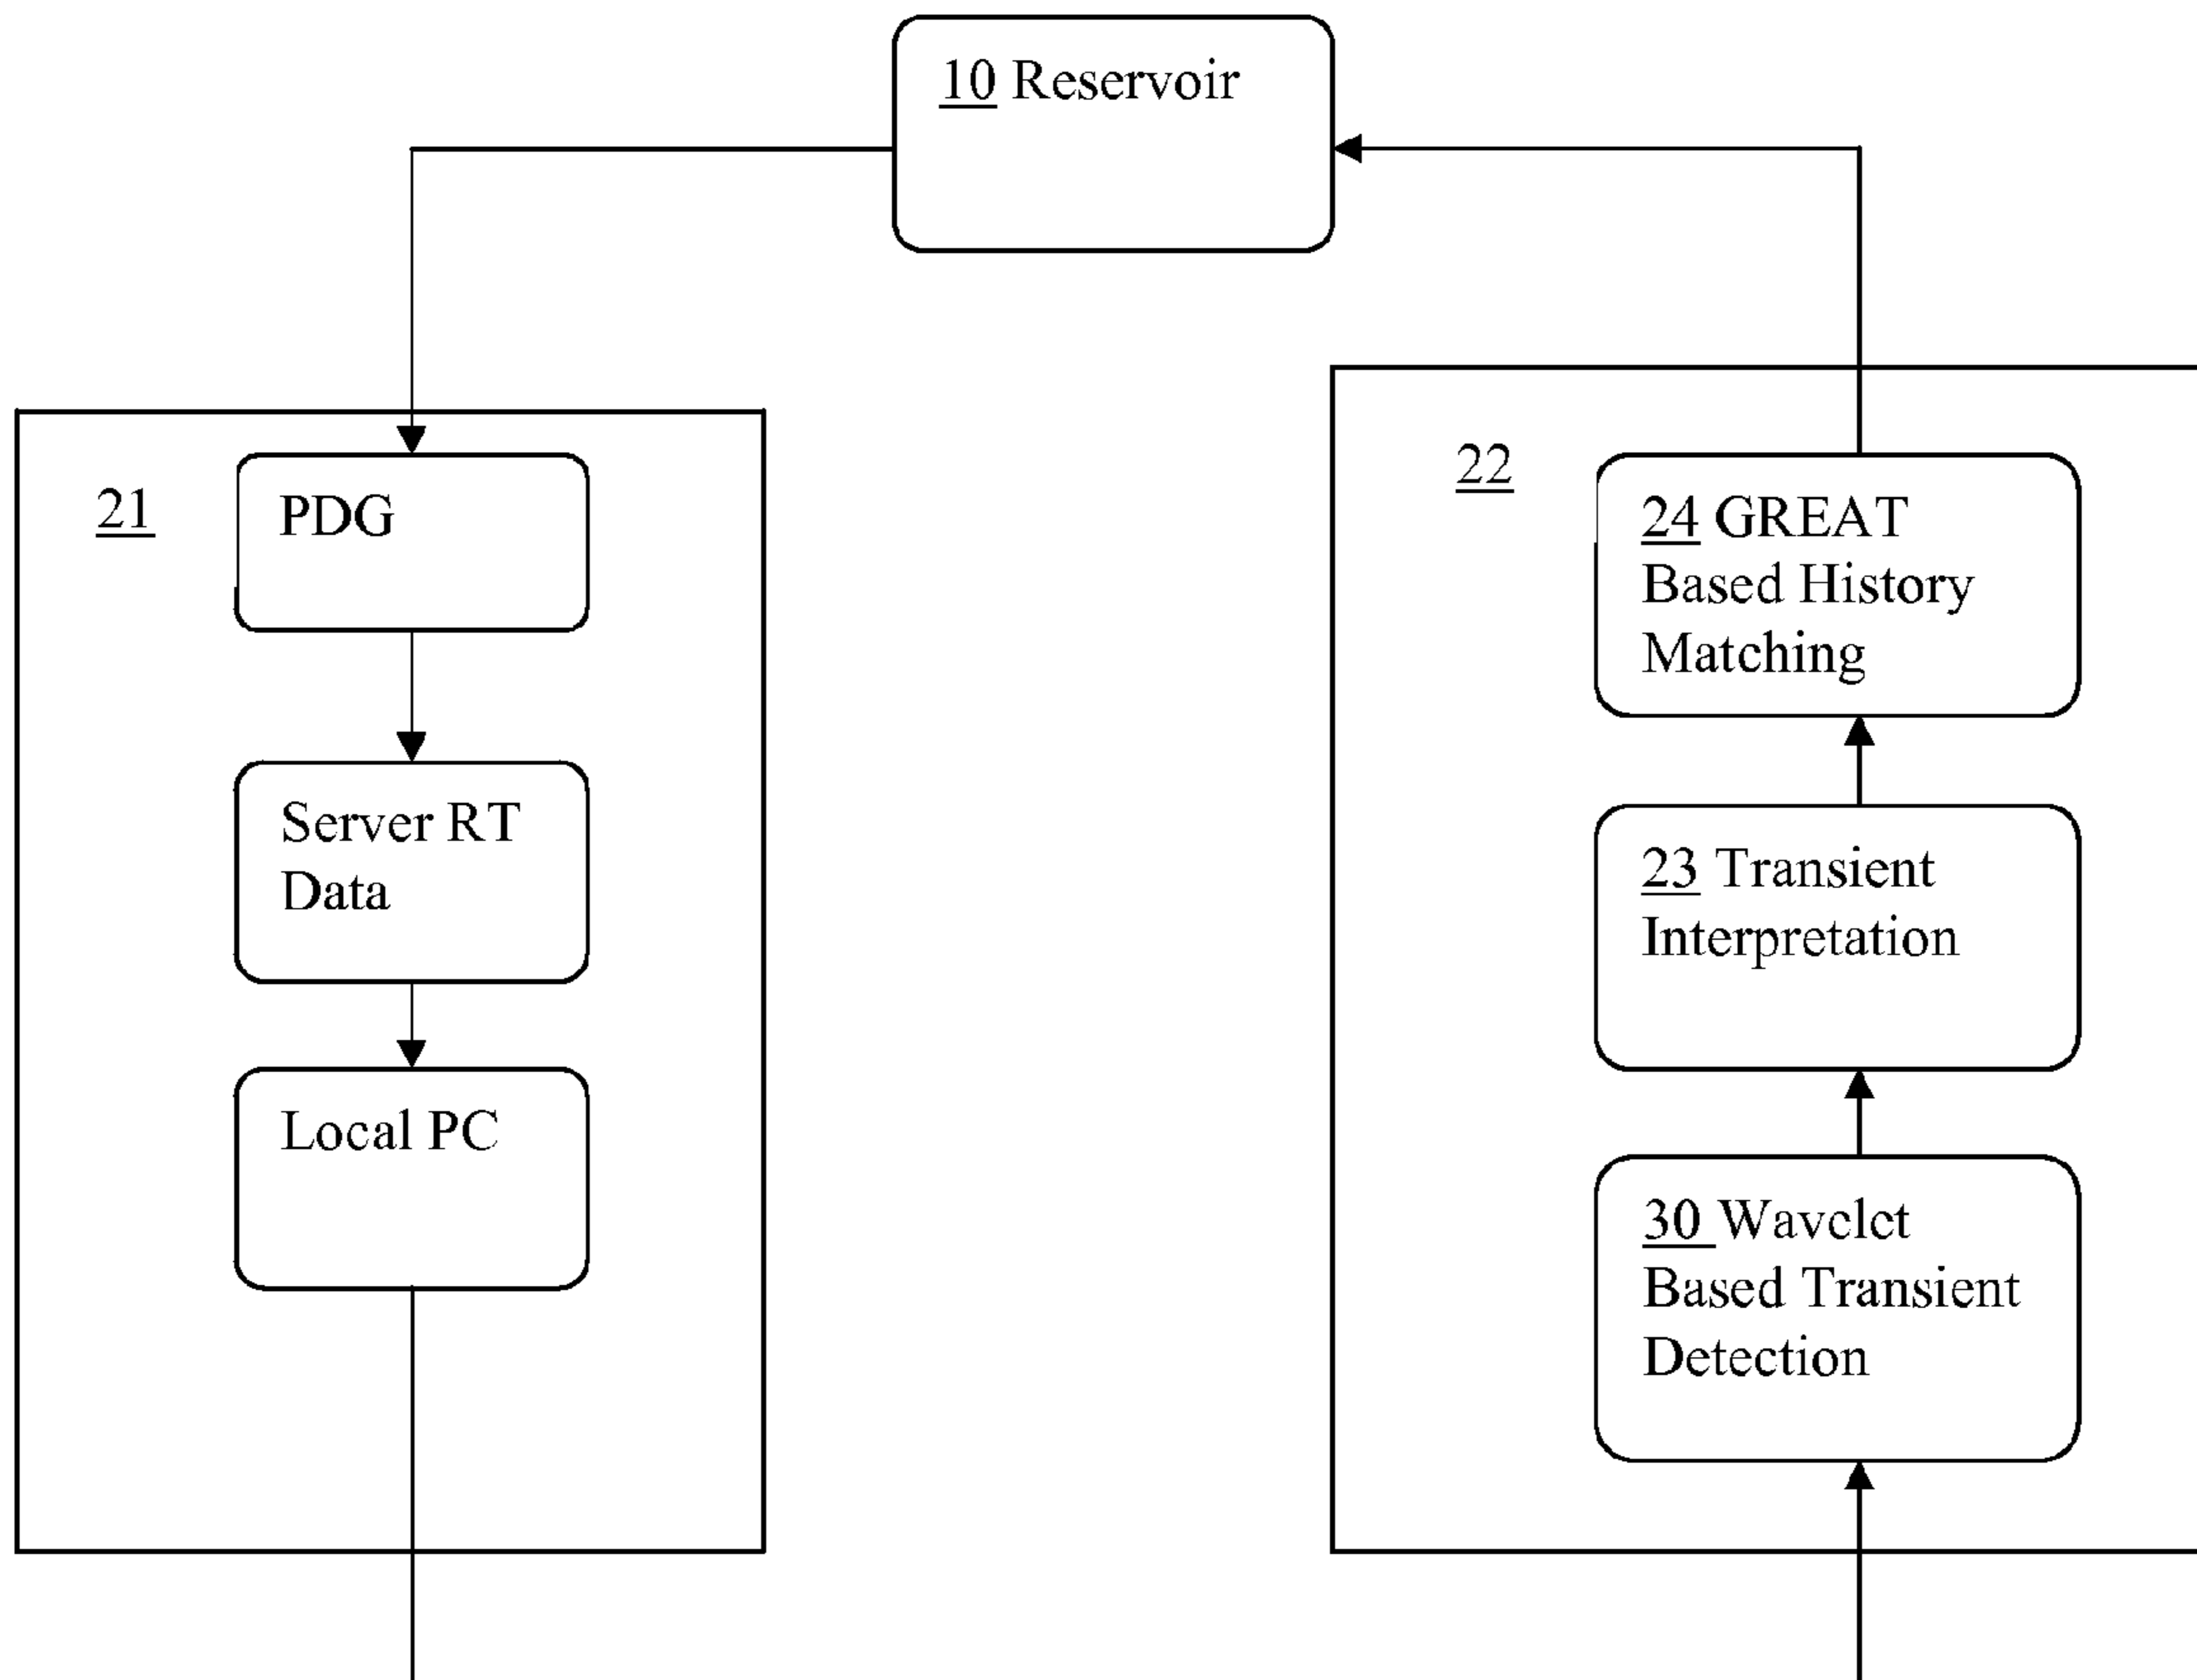 10 Reservoir
21
PDG
Server RT
Data
Local PC
22
24 GREAT
Based History
Matching
23 Transient
Interpretation
30 Wavelet
Based Transient
Detection